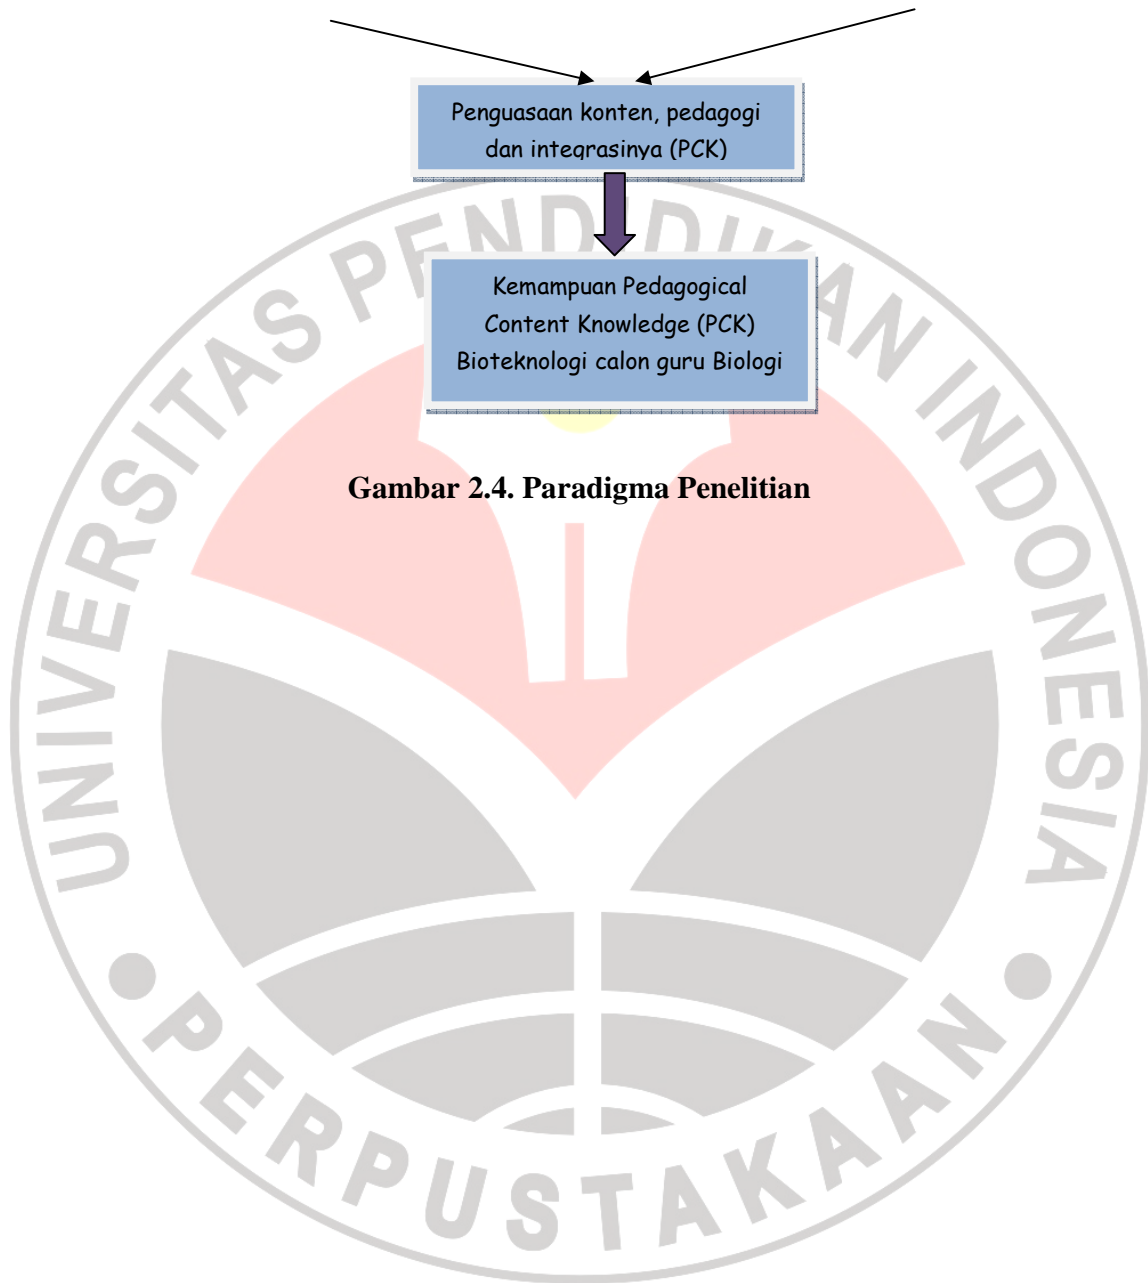 Penguasaan konten, pedagogi
dan integrasinya (PCK)
Kemampuan Pedagogical
Content Knowledge (PCK)
Bioteknologi calon guru Biologi
Gambar 2.4. Paradigma Penelitian
UNIVERSITAS PENDIDIKAN INDONESIA
PERPUSTAKAAN